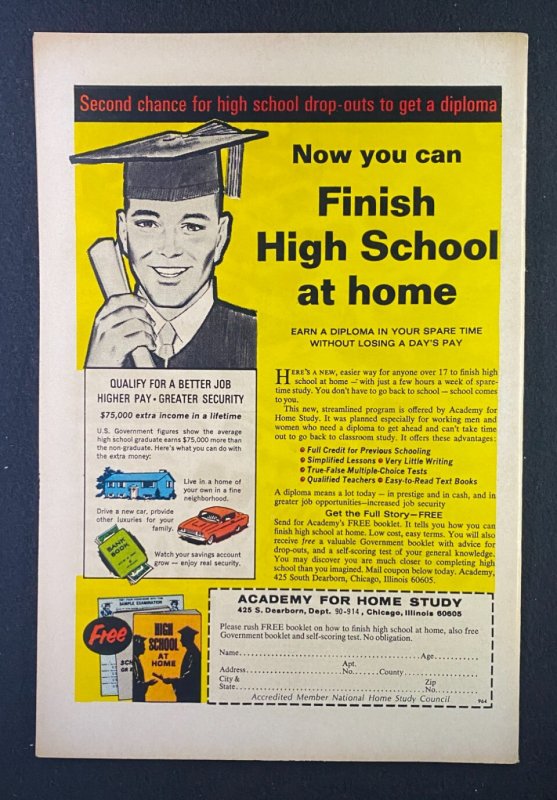 Second chance for high school drop-outs to get a diploma
Now you can
Finish
High School
at home
EARN A DIPLOMA IN YOUR SPARE TIME
WITHOUT LOSING A DAY'S PAY
HERE'S A NEW, easier way for anyone over 17 to finish high
school at home – with just a few hours a week of spare-
time study. You don't have to go back to school – school comes
to you.
This new, streamlined program is offered by Academy for
Home Study. It was planned especially for working men and
women who need a diploma to get ahead and can't take time
out to go back to classroom study. It offers these advantages:
• Full Credit for Previous Schooling
• Simplified Lessons • Very Little Writing
• True-False Multiple-Choice Tests
• Qualified Teachers • Easy-to-Read Text Books
A diploma means a lot today – in prestige and in cash, and in
greater job opportunities–increased job security
Get the Full Story–FREE
Send for Academy's FREE booklet. It tells you how you can
finish high school at home. Low cost, easy terms. You will also
receive free a valuable Government booklet with advice for
drop-outs, and a self-scoring test of your general knowledge.
You may discover you are much closer to completing high
school than you imagined. Mail coupon below today. Academy,
425 South Dearborn, Chicago, Illinois 60605.
QUALIFY FOR A BETTER JOB
HIGHER PAY • GREATER SECURITY
$75,000 extra income in a lifetime
U.S. Government figures show the average
high school graduate earns $75,000 more than
the non-graduate. Here's what you can do with
the extra money:
Live in a home of
your own in a fine
neighborhood.
Drive a new car, provide
other luxuries for your
family.
BANK
BOOK
Watch your savings account
grow – enjoy real security.
Free
SAMPLE EXAMINATION
HIGH
SCHOOL
AT
HOME
ACADEMY FOR HOME STUDY
425 S. Dearborn, Dept. 90-914, Chicago, Illinois 60605
Please rush FREE booklet on how to finish high school at home, also free
Government booklet and self-scoring test. No obligation.
Name Age
Apt.
Address No. County
City & Zip
State No.
Accredited Member National Home Study Council 964